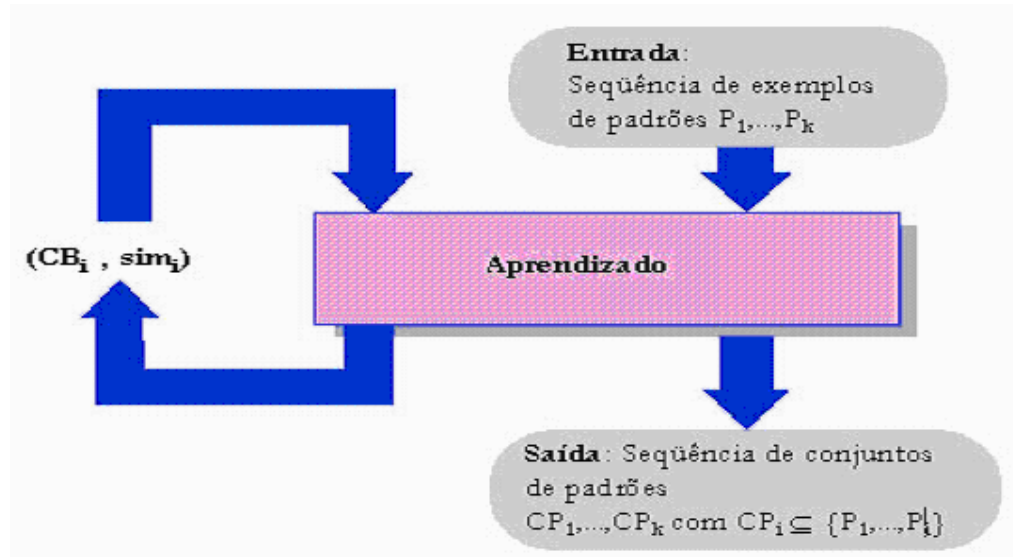 Entrada:
Seqüência de exemplos
de padrões P₁,...,Pₖ
(CBᵢ , simᵢ)
Aprendizado
Saída: Seqüência de conjuntos
de padrões
CP₁,...,CPₖ com CPᵢ ⊆ {P₁,...,Pᵢ}